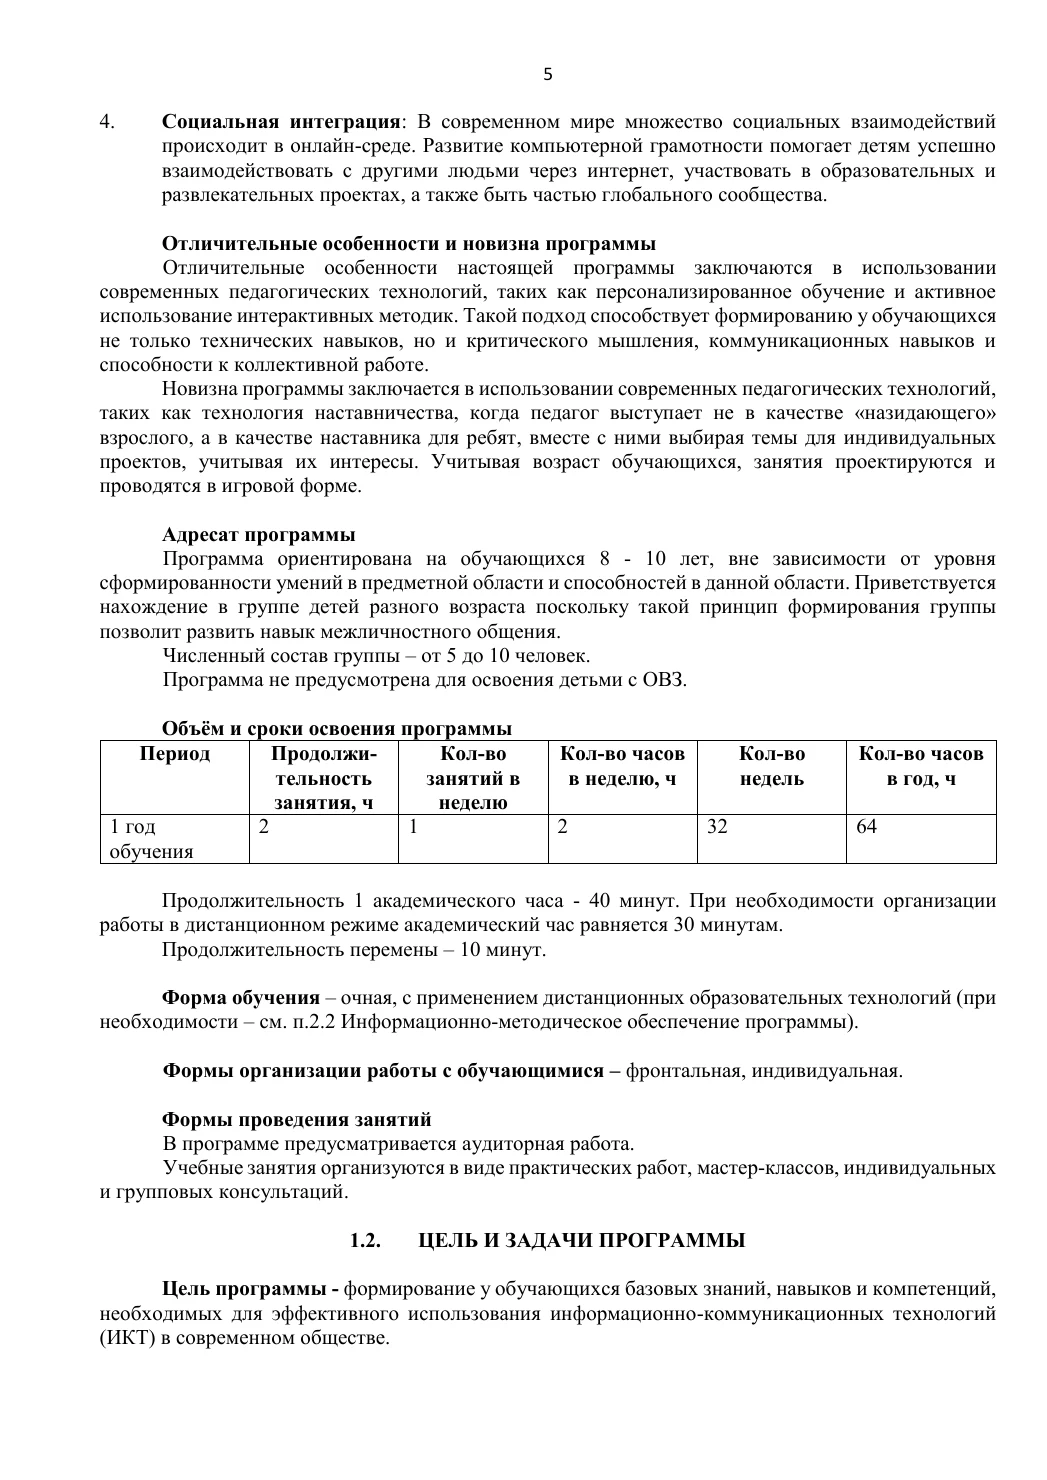 5
4. Социальная интеграция: В современном мире множество социальных взаимодействий
происходит в онлайн-среде. Развитие компьютерной грамотности помогает детям успешно
взаимодействовать с другими людьми через интернет, участвовать в образовательных и
развлекательных проектах, а также быть частью глобального сообщества.
Отличительные особенности и новизна программы
Отличительные особенности настоящей программы заключаются в использовании
современных педагогических технологий, таких как персонализированное обучение и активное
использование интерактивных методик. Такой подход способствует формированию у обучающихся
не только технических навыков, но и критического мышления, коммуникационных навыков и
способности к коллективной работе.
Новизна программы заключается в использовании современных педагогических технологий,
таких как технология наставничества, когда педагог выступает не в качестве «назидающего»
взрослого, а в качестве наставника для ребят, вместе с ними выбирая темы для индивидуальных
проектов, учитывая их интересы. Учитывая возраст обучающихся, занятия проектируются и
проводятся в игровой форме.
Адресат программы
Программа ориентирована на обучающихся 8 - 10 лет, вне зависимости от уровня
сформированности умений в предметной области и способностей в данной области. Приветствуется
нахождение в группе детей разного возраста поскольку такой принцип формирования группы
позволит развить навык межличностного общения.
Численный состав группы – от 5 до 10 человек.
Программа не предусмотрена для освоения детьми с ОВЗ.
Объём и сроки освоения программы
Период Продолжи- Кол-во Кол-во часов Кол-во Кол-во часов
тельность занятий в в неделю, ч недель в год, ч
занятия, ч неделю
1 год 2 1 2 32 64
обучения
Продолжительность 1 академического часа - 40 минут. При необходимости организации
работы в дистанционном режиме академический час равняется 30 минутам.
Продолжительность перемены – 10 минут.
Форма обучения – очная, с применением дистанционных образовательных технологий (при
необходимости – см. п.2.2 Информационно-методическое обеспечение программы).
Формы организации работы с обучающимися – фронтальная, индивидуальная.
Формы проведения занятий
В программе предусматривается аудиторная работа.
Учебные занятия организуются в виде практических работ, мастер-классов, индивидуальных
и групповых консультаций.
1.2. ЦЕЛЬ И ЗАДАЧИ ПРОГРАММЫ
Цель программы - формирование у обучающихся базовых знаний, навыков и компетенций,
необходимых для эффективного использования информационно-коммуникационных технологий
(ИКТ) в современном обществе.